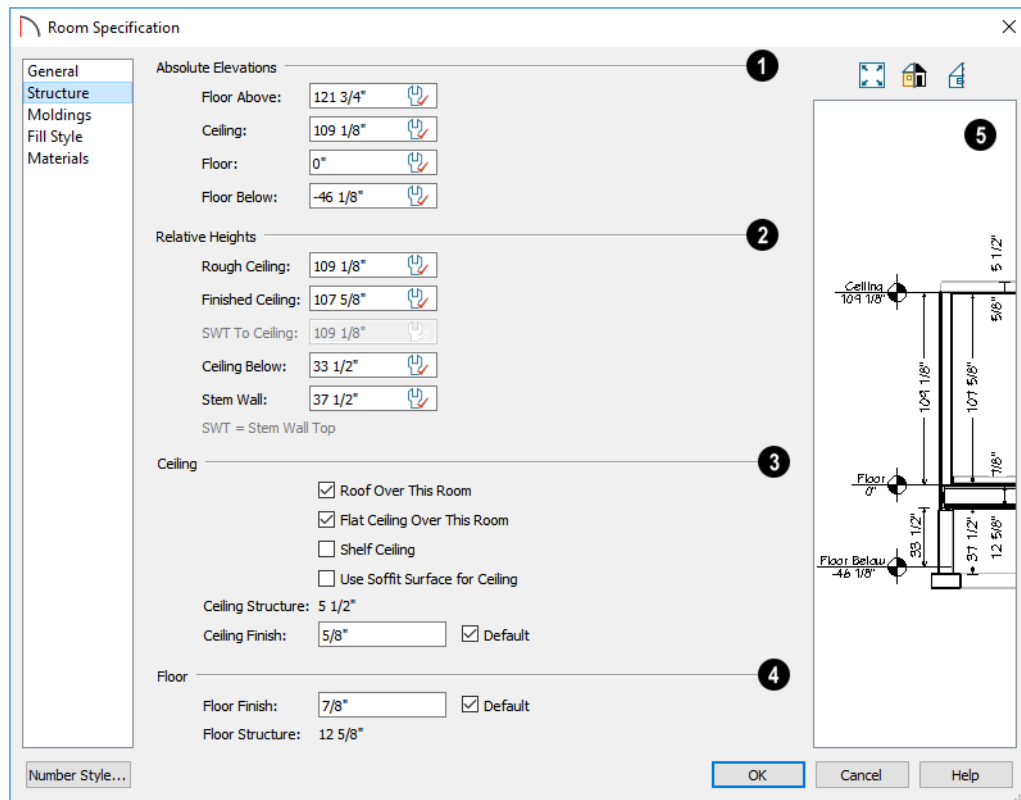 Room Specification
General
Structure
Moldings
Fill Style
Materials
Absolute Elevations
1
Floor Above: 121 3/4"
Ceiling: 109 1/8"
Floor: 0"
Floor Below: -46 1/8"
Relative Heights
2
Rough Ceiling: 109 1/8"
Finished Ceiling: 107 5/8"
SWT To Ceiling: 109 1/8"
Ceiling Below: 33 1/2"
Stem Wall: 37 1/2"
SWT = Stem Wall Top
Ceiling
3
Roof Over This Room
Flat Ceiling Over This Room
Shelf Ceiling
Use Soffit Surface for Ceiling
Ceiling Structure: 5 1/2"
Ceiling Finish: 5/8" Default
Floor
4
Floor Finish: 7/8" Default
Floor Structure: 12 5/8"
5
5 1/2"
Ceiling
109 1/8"
5/8"
109 1/8"
107 5/8"
7/8"
Floor
0"
33 1/2"
37 1/2"
12 5/8"
Floor Below
-46 1/8"
Number Style...
OK
Cancel
Help